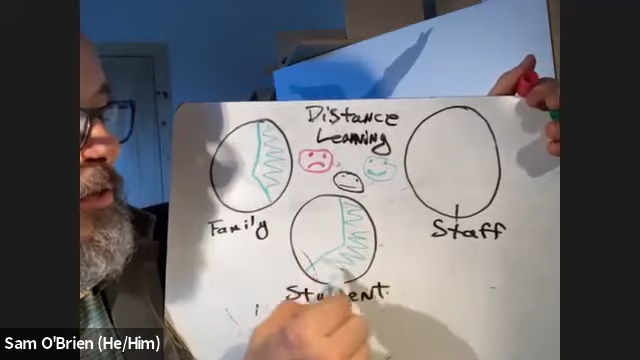 Distance
Learning
Family
Staff
Student
Sam O'Brien (He/Him)